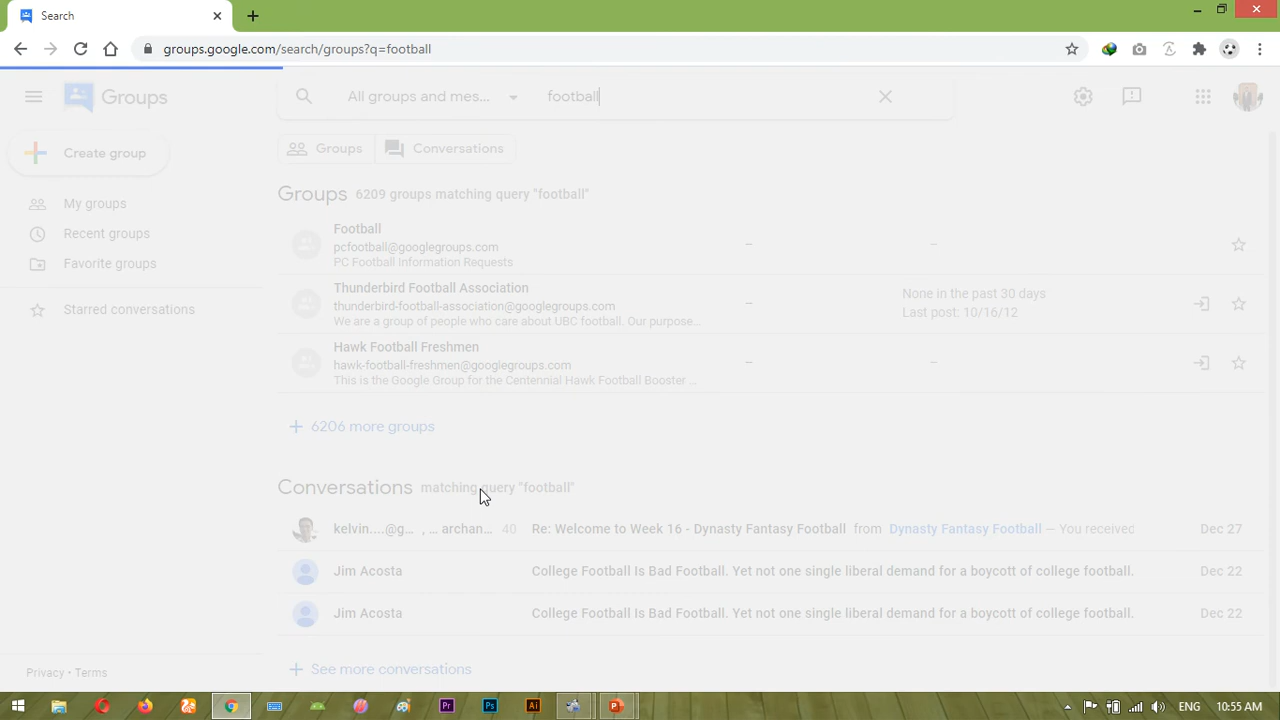 Search
groups.google.com/search/groups?q=football
Groups
All groups and mes...
football
Create group
Groups
Conversations
My groups
Recent groups
Favorite groups
Starred conversations
Groups 6209 groups matching query "football"
Football
pcfootball@googlegroups.com
PC Football Information Requests
–
–
Thunderbird Football Association
thunderbird-football-association@googlegroups.com
We are a group of people who care about UBC football. Our purpose...
–
None in the past 30 days
Last post: 10/16/12
Hawk Football Freshmen
hawk-football-freshmen@googlegroups.com
This is the Google Group for the Centennial Hawk Football Booster ...
–
–
6206 more groups
Conversations matching query "football"
kelvin....@g... , ... archan... 40 Re: Welcome to Week 16 - Dynasty Fantasy Football from Dynasty Fantasy Football — You received Dec 27
Jim Acosta College Football Is Bad Football. Yet not one single liberal demand for a boycott of college football. Dec 22
Jim Acosta College Football Is Bad Football. Yet not one single liberal demand for a boycott of college football. Dec 22
See more conversations
Privacy • Terms
Pr
Ps
Ai
ENG
10:55 AM